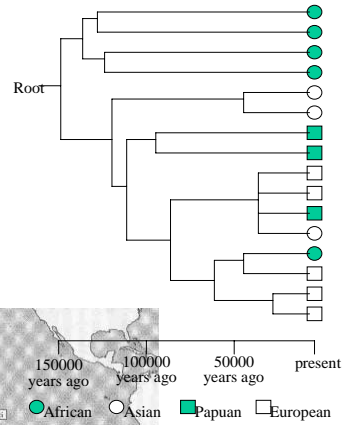 Root
150000 100000 50000 present
years ago years ago years ago
African Asian Papuan European